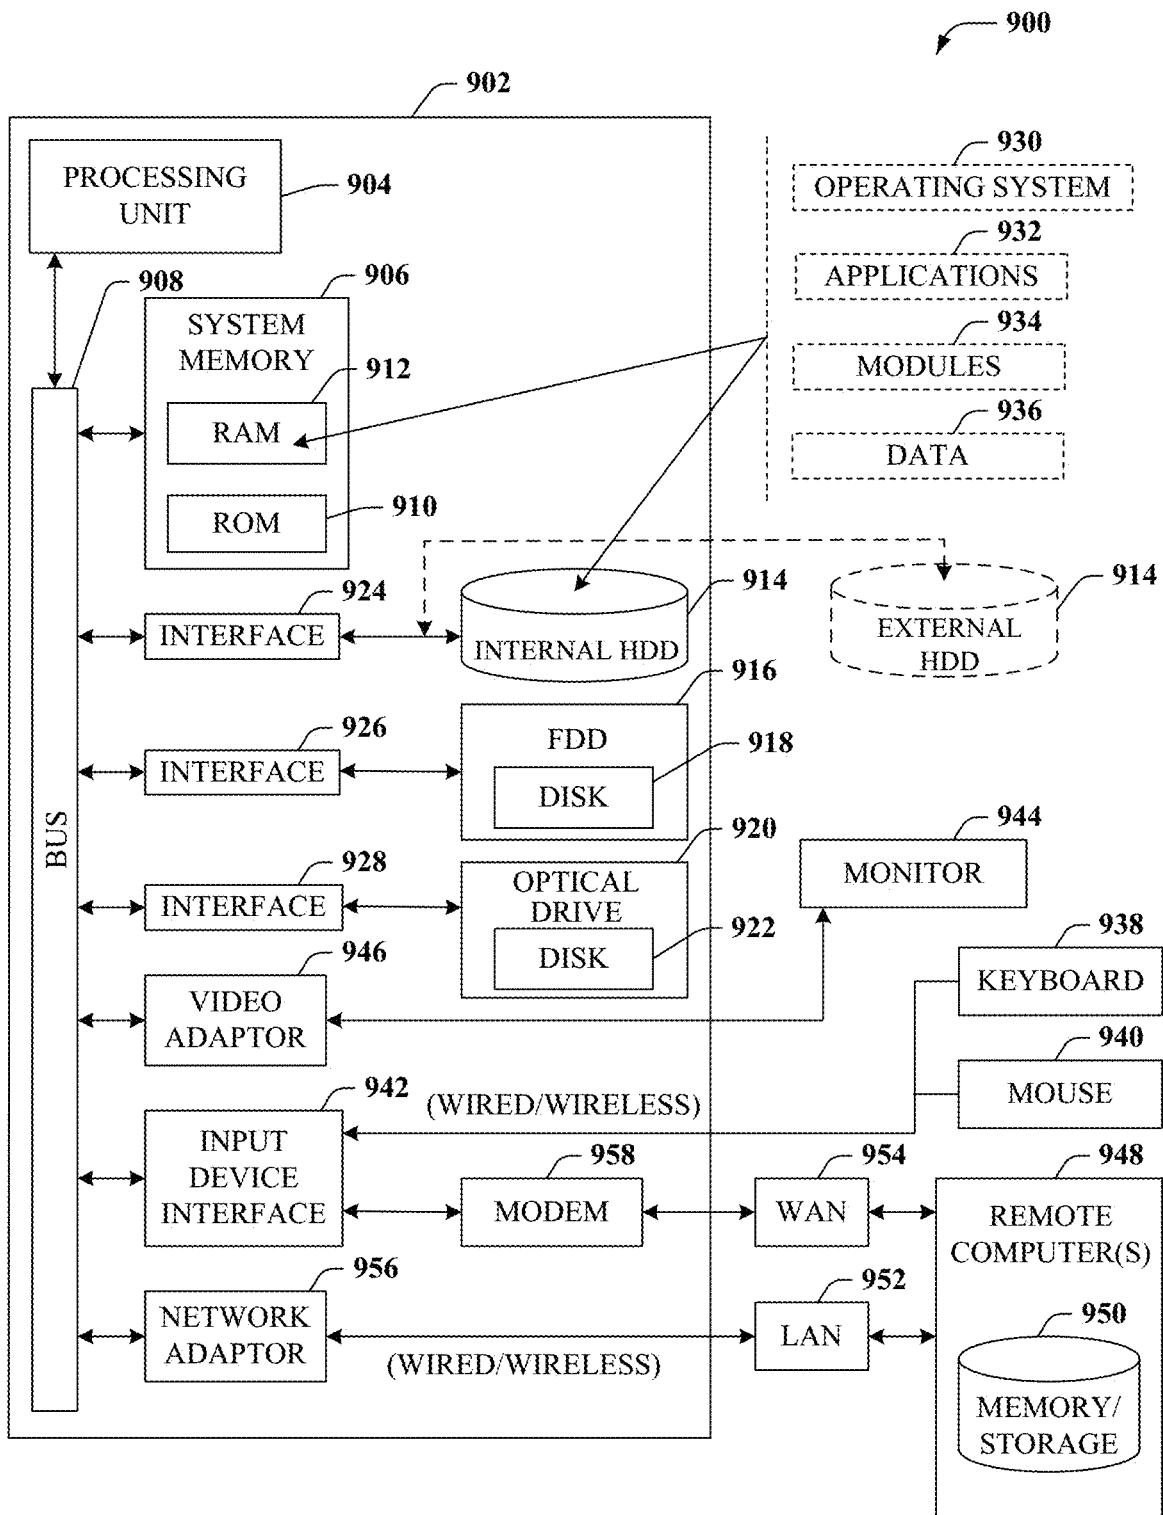 900
902
PROCESSING
UNIT
904
930
OPERATING SYSTEM
932
APPLICATIONS
934
MODULES
936
DATA
908
906
SYSTEM
MEMORY
912
RAM
910
ROM
BUS
924
INTERFACE
914
INTERNAL HDD
914
EXTERNAL
HDD
926
INTERFACE
916
FDD
918
DISK
928
INTERFACE
920
OPTICAL
DRIVE
922
DISK
944
MONITOR
946
VIDEO
ADAPTOR
938
KEYBOARD
940
MOUSE
942
INPUT
DEVICE
INTERFACE
(WIRED/WIRELESS)
958
MODEM
954
WAN
948
REMOTE
COMPUTER(S)
956
NETWORK
ADAPTOR
(WIRED/WIRELESS)
952
LAN
950
MEMORY/
STORAGE